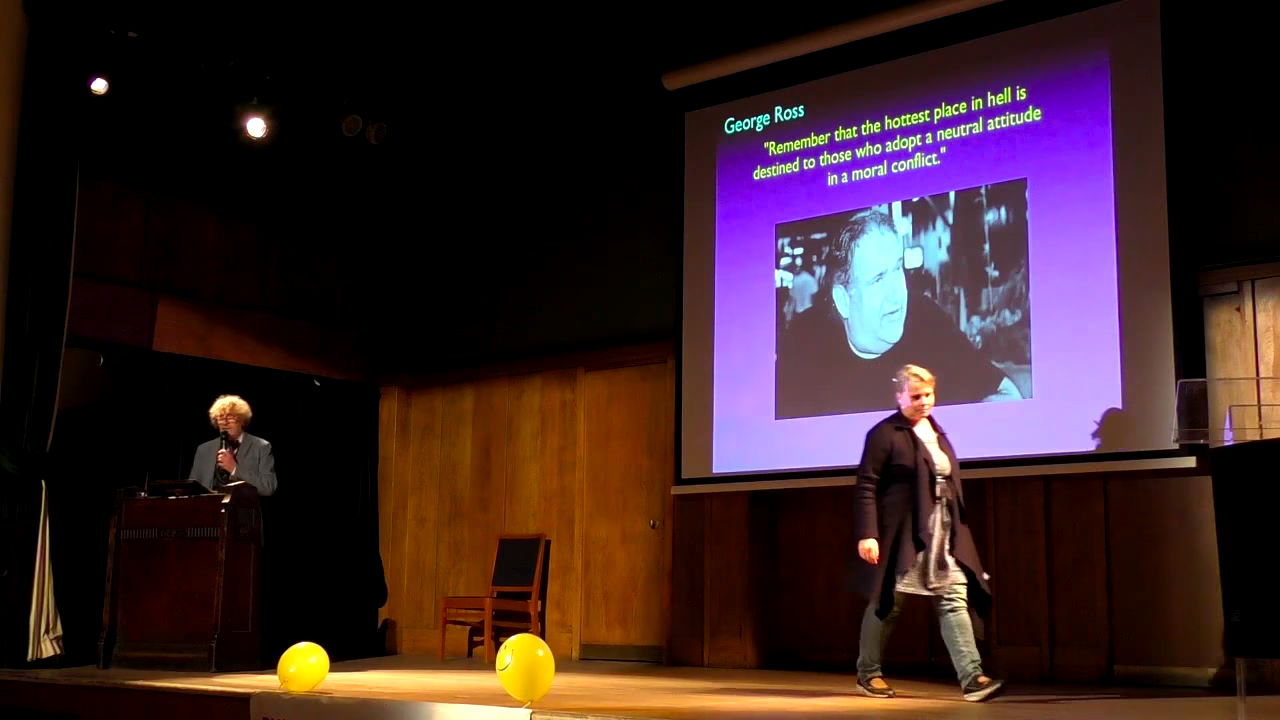 George Ross
"Remember that the hottest place in hell is
destined to those who adopt a neutral attitude
in a moral conflict."